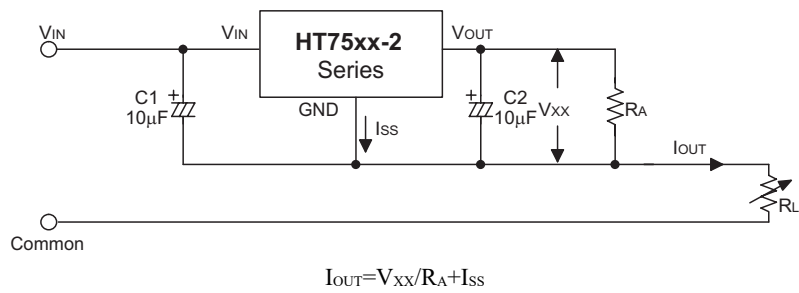 VIN
VIN
HT75xx-2
Series
VOUT
GND
C1
10μF
+
ISS
C2
10μF
+
VXX
RA
IOUT
RL
Common
IOUT=VXX/RA+ISS